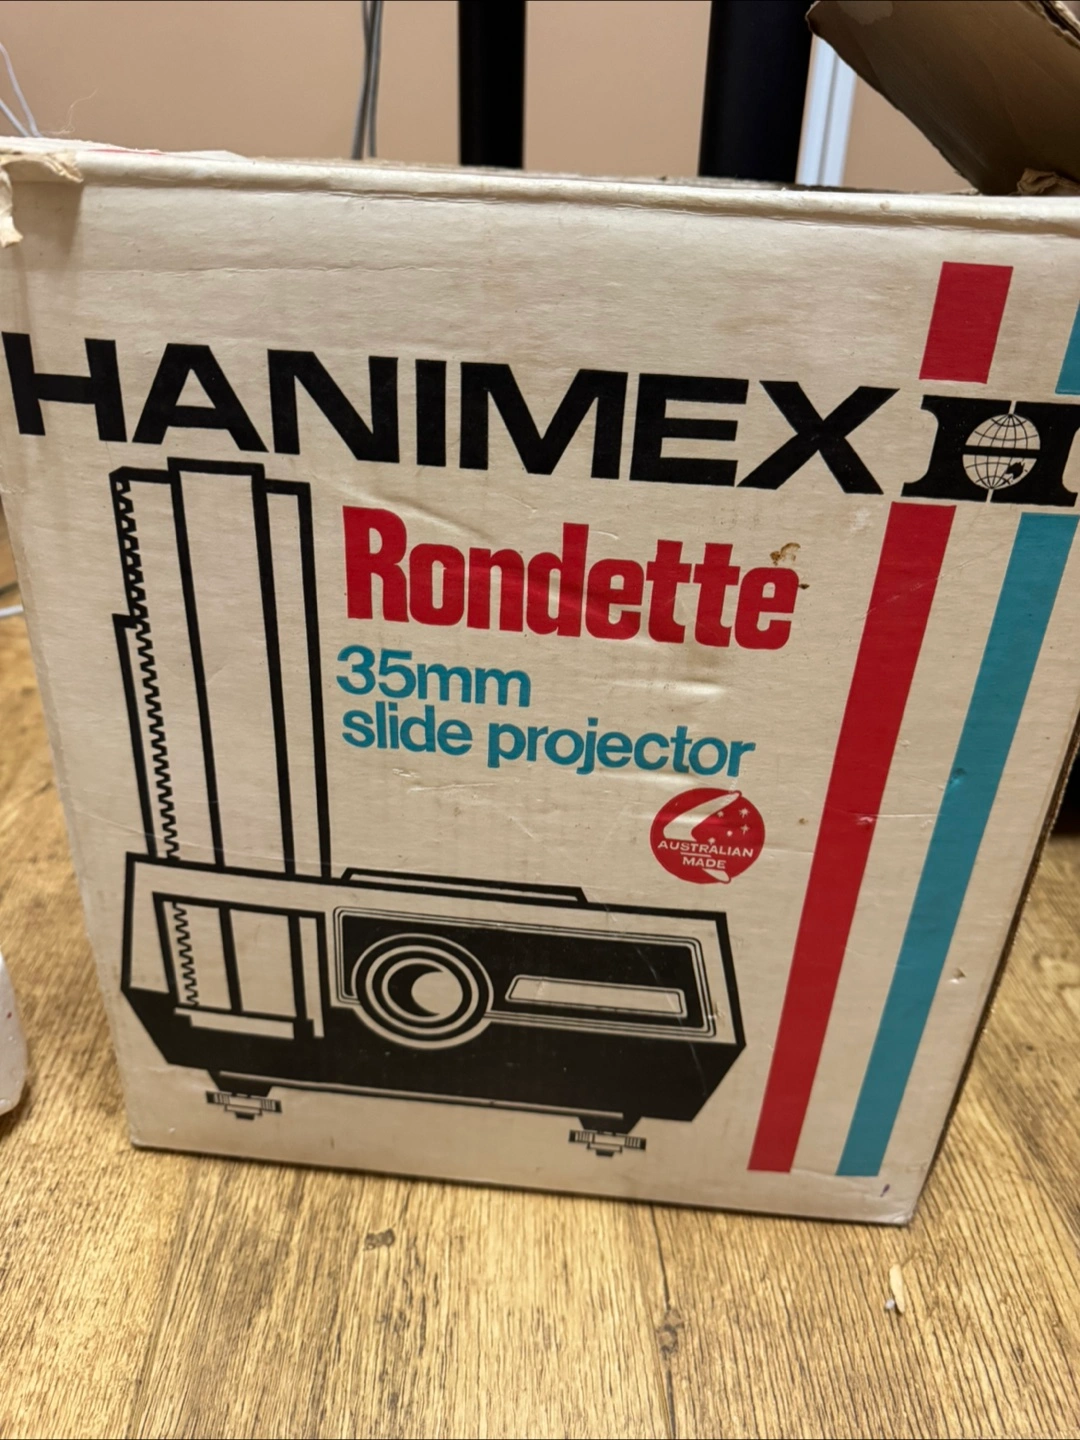 HANIMEX H
Rondette
35mm
slide projector
AUSTRALIAN
MADE